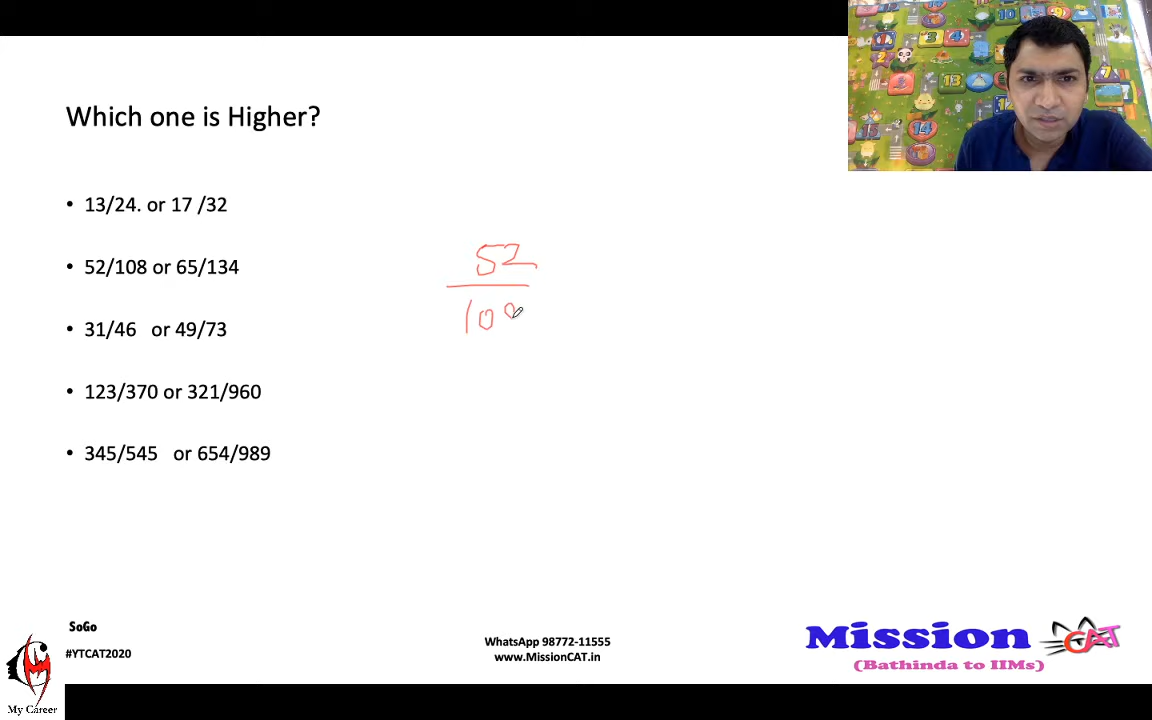 Which one is Higher?
• 13/24. or 17 /32
• 52/108 or 65/134
• 31/46 or 49/73
• 123/370 or 321/960
• 345/545 or 654/989
52
108
SoGo
#YTCAT2020
WhatsApp 98772-11555
www.MissionCAT.in
Mission CAT
(Bathinda to IIMs)
My Career